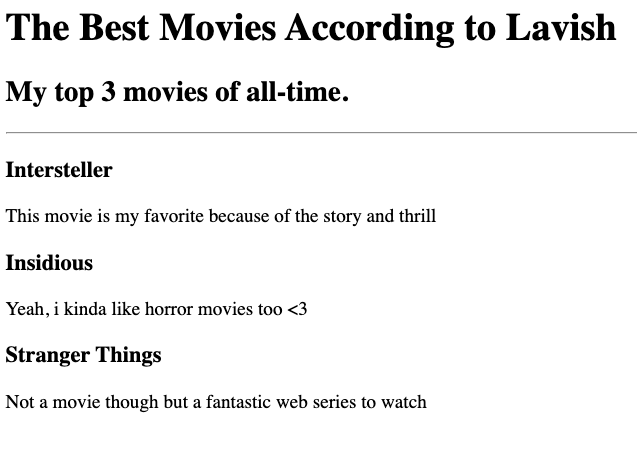 The Best Movies According to Lavish
My top 3 movies of all-time.
Intersteller
This movie is my favorite because of the story and thrill
Insidious
Yeah, i kinda like horror movies too <3
Stranger Things
Not a movie though but a fantastic web series to watch